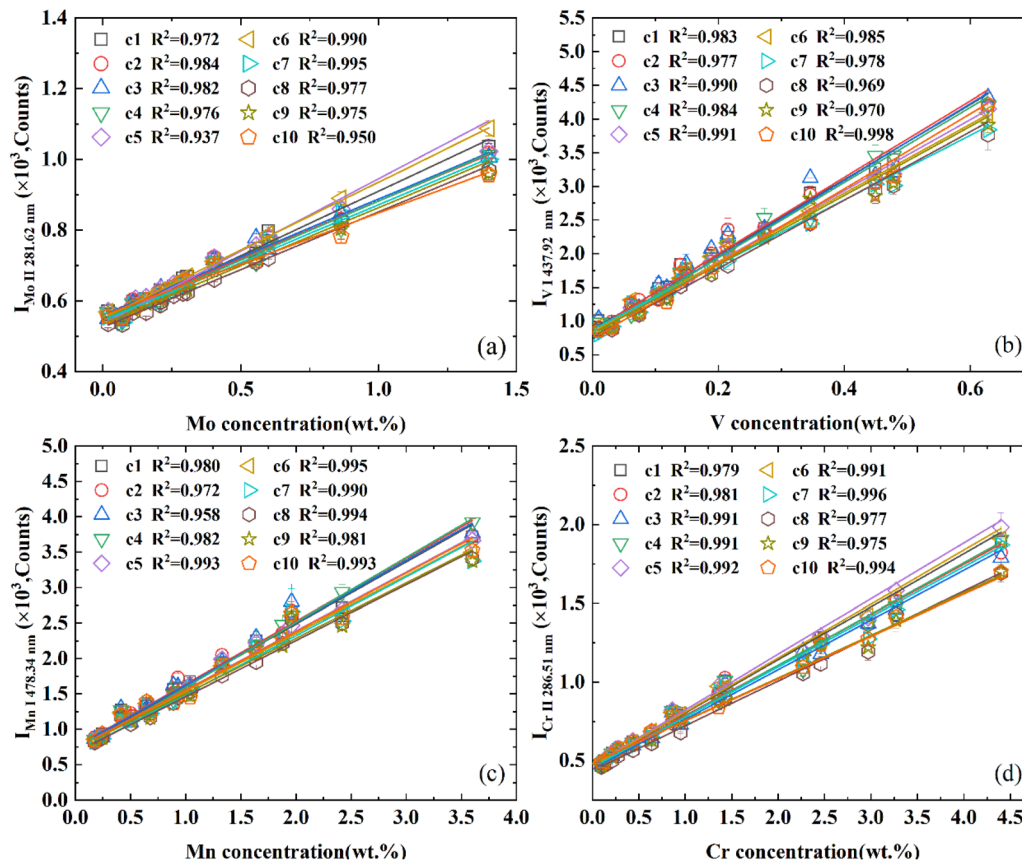 1.4
1.2
1.0
0.8
0.6
0.4
I Mo II 281.62 nm (×10³,Counts)
c1 R²=0.972 c6 R²=0.990
c2 R²=0.984 c7 R²=0.995
c3 R²=0.982 c8 R²=0.977
c4 R²=0.976 c9 R²=0.975
c5 R²=0.937 c10 R²=0.950
(a)
0.0 0.5 1.0 1.5
Mo concentration(wt.%)
5.5
5.0
4.5
4.0
3.5
3.0
2.5
2.0
1.5
1.0
0.5
I V I 437.92 nm (×10³,Counts)
c1 R²=0.983 c6 R²=0.985
c2 R²=0.977 c7 R²=0.978
c3 R²=0.990 c8 R²=0.969
c4 R²=0.984 c9 R²=0.970
c5 R²=0.991 c10 R²=0.998
(b)
0.0 0.2 0.4 0.6
V concentration(wt.%)
5.0
4.5
4.0
3.5
3.0
2.5
2.0
1.5
1.0
0.5
0.0
I Mn I 478.34 nm (×10³,Counts)
c1 R²=0.980 c6 R²=0.995
c2 R²=0.972 c7 R²=0.990
c3 R²=0.958 c8 R²=0.994
c4 R²=0.982 c9 R²=0.981
c5 R²=0.993 c10 R²=0.993
(c)
0.0 0.5 1.0 1.5 2.0 2.5 3.0 3.5 4.0
Mn concentration(wt.%)
2.5
2.0
1.5
1.0
0.5
I Cr II 286.51 nm (×10³,Counts)
c1 R²=0.979 c6 R²=0.991
c2 R²=0.981 c7 R²=0.996
c3 R²=0.991 c8 R²=0.977
c4 R²=0.991 c9 R²=0.975
c5 R²=0.992 c10 R²=0.994
(d)
0.0 0.5 1.0 1.5 2.0 2.5 3.0 3.5 4.0 4.5
Cr concentration(wt.%)